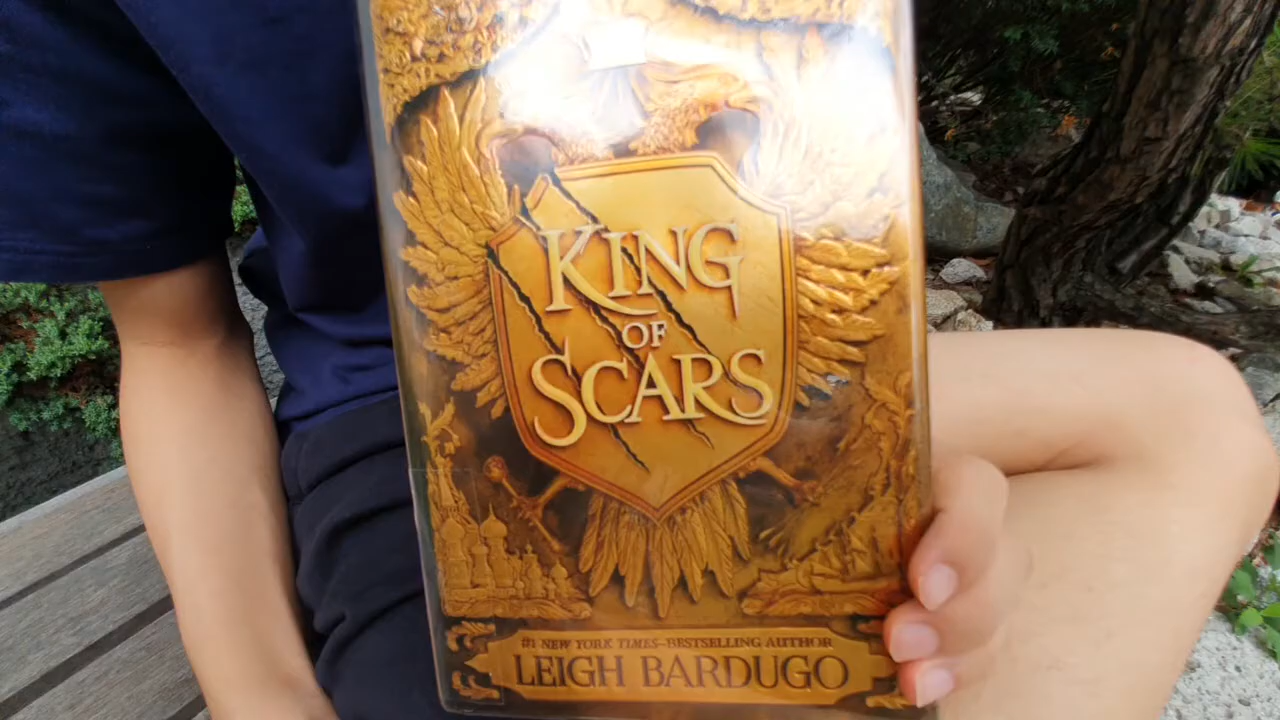 KING
OF
SCARS
#1 NEW YORK TIMES–BESTSELLING AUTHOR
LEIGH BARDUGO